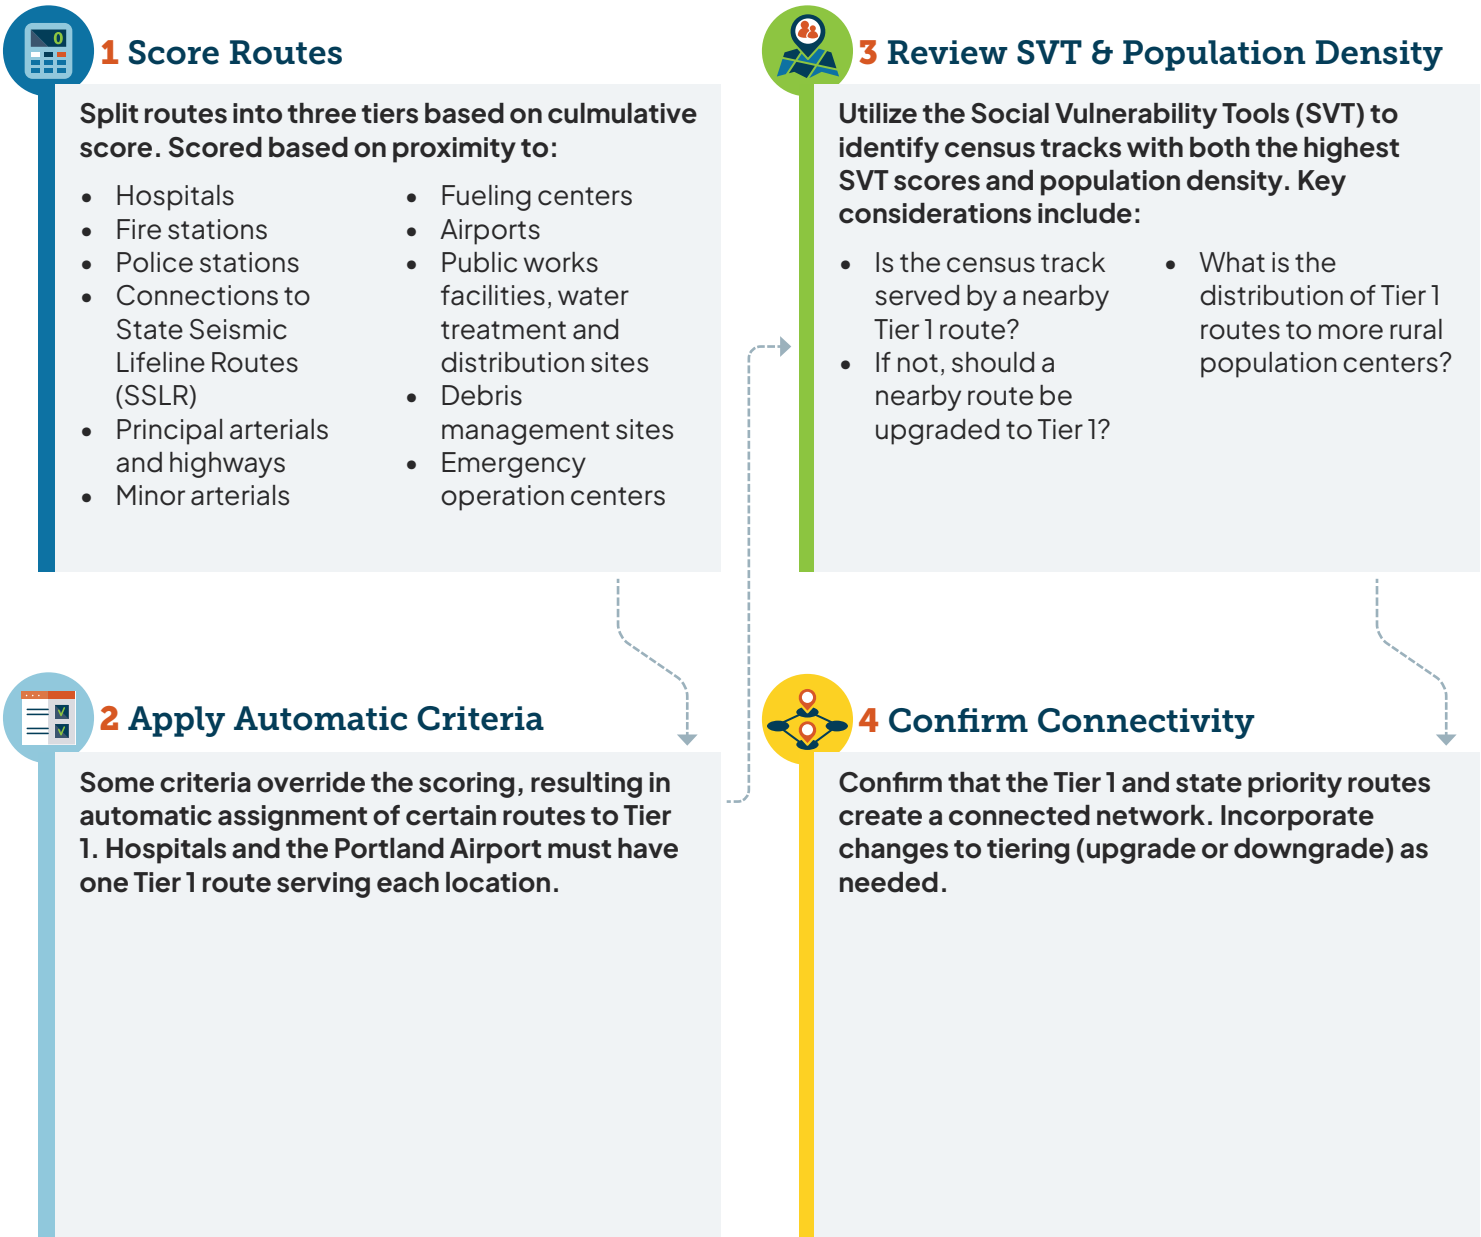 1 Score Routes
Split routes into three tiers based on culmulative
score. Scored based on proximity to:
• Hospitals
• Fire stations
• Police stations
• Connections to
State Seismic
Lifeline Routes
(SSLR)
• Principal arterials
and highways
• Minor arterials
• Fueling centers
• Airports
• Public works
facilities, water
treatment and
distribution sites
• Debris
management sites
• Emergency
operation centers
2 Apply Automatic Criteria
Some criteria override the scoring, resulting in
automatic assignment of certain routes to Tier
1. Hospitals and the Portland Airport must have
one Tier 1 route serving each location.
3 Review SVT & Population Density
Utilize the Social Vulnerability Tools (SVT) to
identify census tracks with both the highest
SVT scores and population density. Key
considerations include:
• Is the census track
served by a nearby
Tier 1 route?
• If not, should a
nearby route be
upgraded to Tier 1?
• What is the
distribution of Tier 1
routes to more rural
population centers?
4 Confirm Connectivity
Confirm that the Tier 1 and state priority routes
create a connected network. Incorporate
changes to tiering (upgrade or downgrade) as
needed.
0